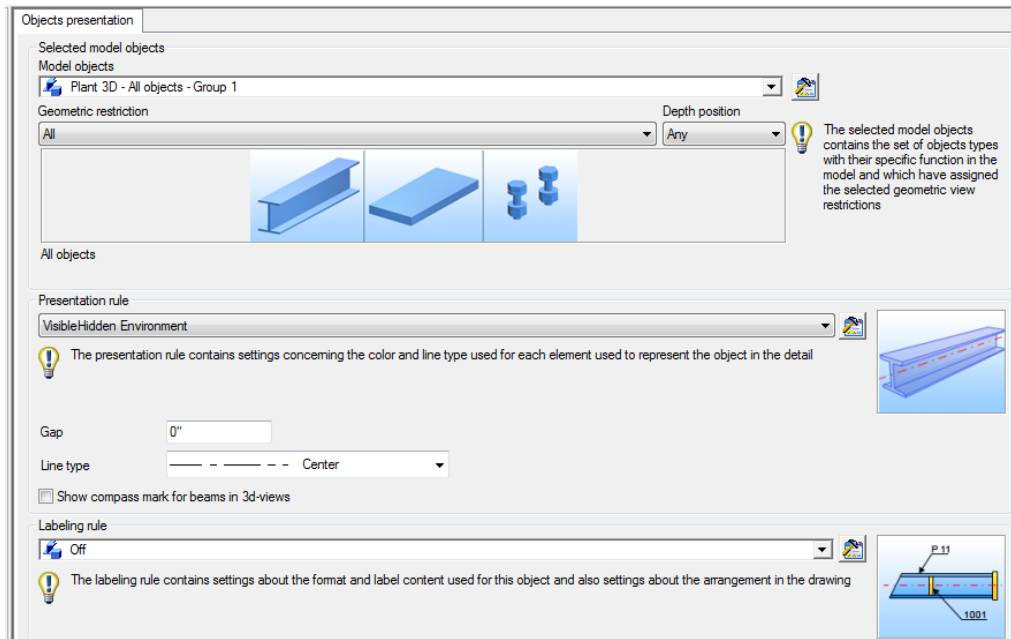 Objects presentation
Selected model objects
Model objects
Plant 3D - All objects - Group 1
Geometric restriction
Depth position
All
Any
The selected model objects
contains the set of objects types
with their specific function in the
model and which have assigned
the selected geometric view
restrictions
All objects
Presentation rule
VisibleHidden Environment
The presentation rule contains settings concerning the color and line type used for each element used to represent the object in the detail
Gap
0"
Line type
Center
Show compass mark for beams in 3d-views
Labeling rule
Off
P 11
The labeling rule contains settings about the format and label content used for this object and also settings about the arrangement in the drawing
1001